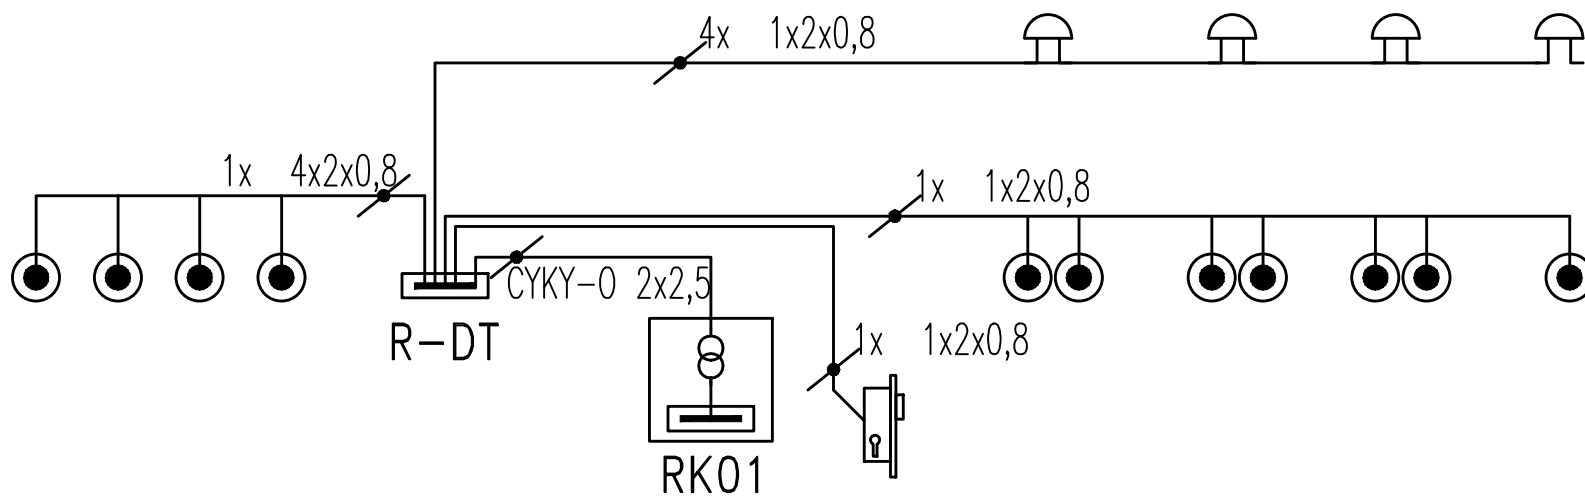 4x 1x2x0,8
1x 4x2x0,8
1x 1x2x0,8
CYKY-O 2x2,5
R-DT
1x 1x2x0,8
RK01